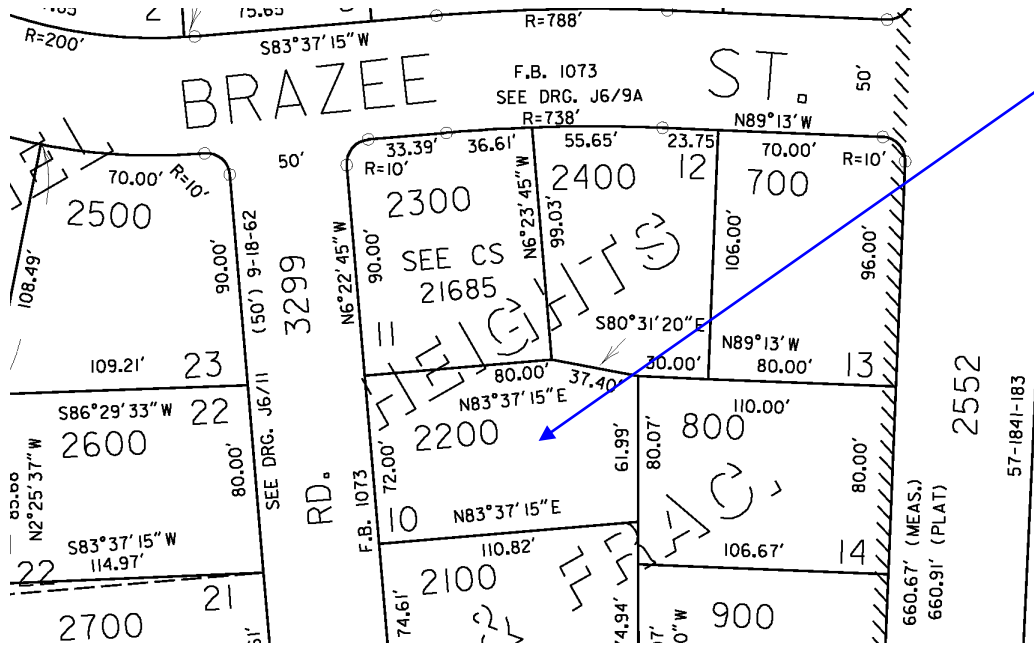 2
75.65'
R=200'
S83°37'15"W
R=788'
BRAZEE ST.
F.B. 1073
SEE DRG. J6/9A
R=738'
50'
N89°13'W
33.39'
36.61'
55.65'
23.75
70.00'
R=10'
R=10'
50'
70.00'
R=10'
2500
108.49'
90.00'
109.21'
23
(50') 9-18-62
3299
SEE DRG. J6/11
RD.
F.B. 1073
N6°22'45"W
90.00'
2300
SEE CS
21685
11
N6°23'45"W
99.03'
2400
12
700
106.00'
96.00'
HEIGHTS
S80°31'20"E
N89°13'W
30.00'
80.00'
13
80.00'
37.40'
N83°37'15"E
2200
72.00'
61.99'
10
N83°37'15"E
110.82'
110.00'
800
80.07'
80.00'
106.67'
14
AC.
S86°29'33"W
22
2600
N2°25'37"W
80.00'
S83°37'15"W
114.97'
22
21
2700
2100
74.61'
74.94'
900
2552
57-1841-183
660.67' (MEAS.)
660.91' (PLAT)